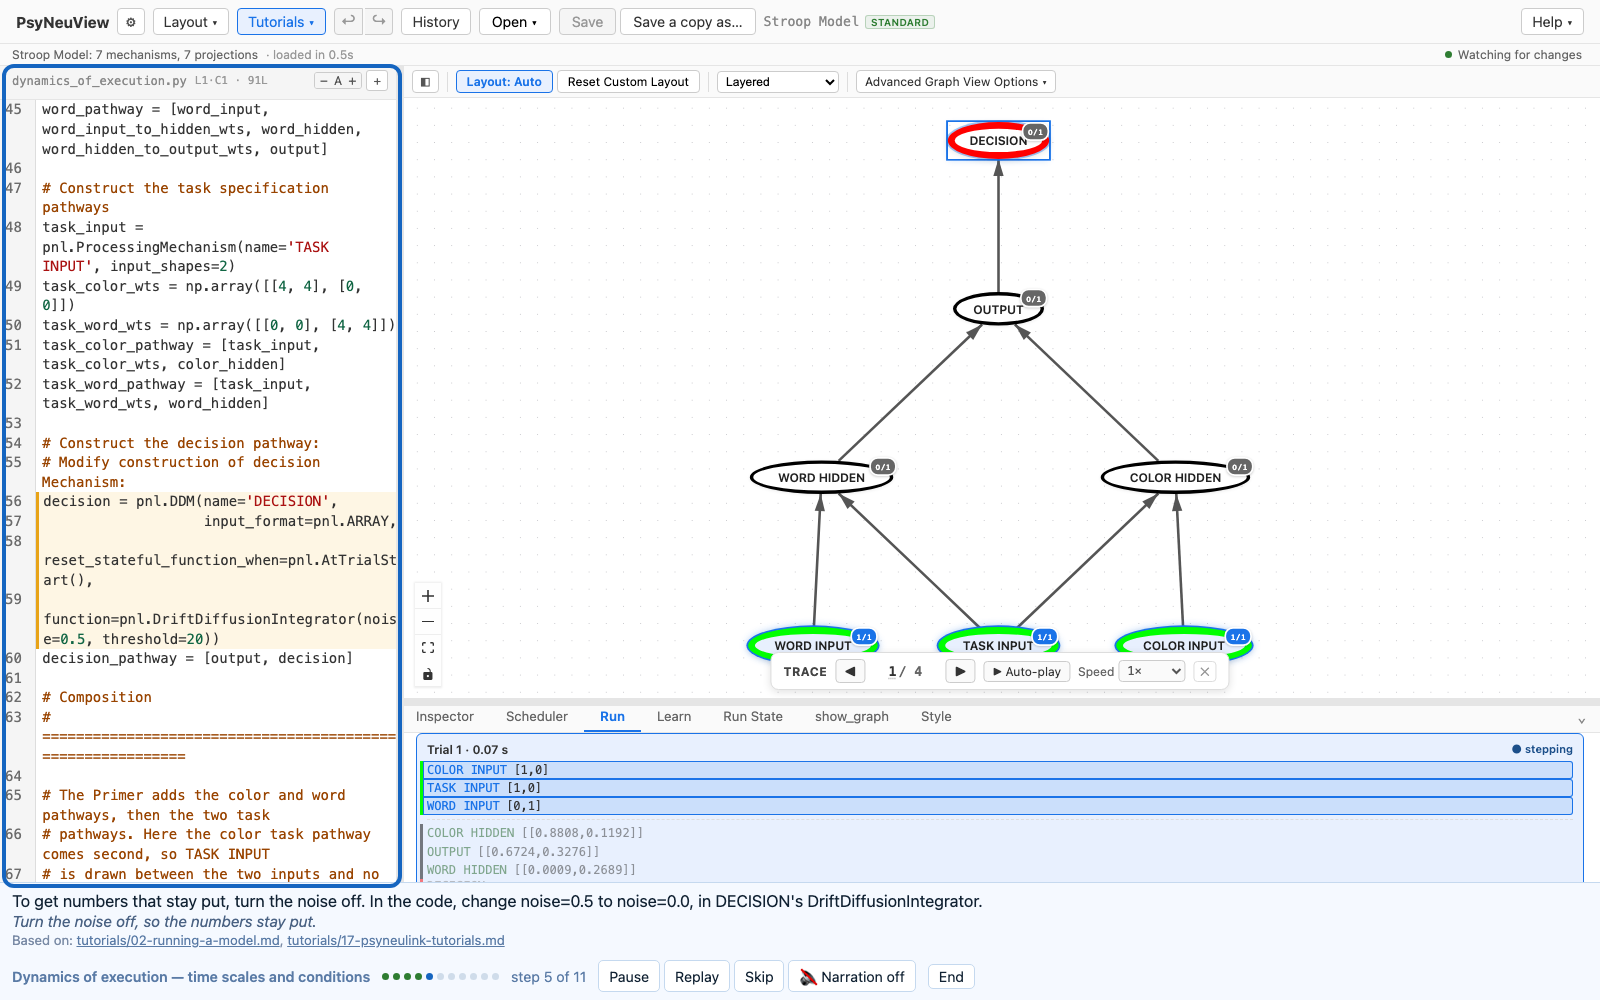 PsyNeuView ⚙ Layout ▾ Tutorials ▾ ↩ ↪ History Open ▾ Save Save a copy as... Stroop Model STANDARD Help ▾
Stroop Model: 7 mechanisms, 7 projections · loaded in 0.5s Watching for changes
dynamics_of_execution.py L1:C1 · 91L − A + +
45 word_pathway = [word_input,
word_input_to_hidden_wts, word_hidden,
word_hidden_to_output_wts, output]
46
47 # Construct the task specification
pathways
48 task_input =
pnl.ProcessingMechanism(name='TASK
INPUT', input_shapes=2)
49 task_color_wts = np.array([[4, 4], [0,
0]])
50 task_word_wts = np.array([[0, 0], [4, 4]])
51 task_color_pathway = [task_input,
task_color_wts, color_hidden]
52 task_word_pathway = [task_input,
task_word_wts, word_hidden]
53
54 # Construct the decision pathway:
55 # Modify construction of decision
Mechanism:
56 decision = pnl.DDM(name='DECISION',
57 input_format=pnl.ARRAY,
58
reset_stateful_function_when=pnl.AtTrialSt
art(),
59
function=pnl.DriftDiffusionIntegrator(nois
e=0.5, threshold=20))
60 decision_pathway = [output, decision]
61
62 # Composition
63 #
=========================================
=================
64
65 # The Primer adds the color and word
pathways, then the two task
66 # pathways. Here the color task pathway
comes second, so TASK INPUT
67 # is drawn between the two inputs and no
Layout: Auto Reset Custom Layout Layered Advanced Graph View Options ▾
DECISION 0/1
OUTPUT 0/1
WORD HIDDEN 0/1 COLOR HIDDEN 0/1
WORD INPUT 1/1 TASK INPUT 1/1 COLOR INPUT 1/1
TRACE ◀ 1 / 4 ▶ ▶ Auto-play Speed 1× ✕
Inspector Scheduler Run Learn Run State show_graph Style
Trial 1 · 0.07 s stepping
COLOR INPUT [1,0]
TASK INPUT [1,0]
WORD INPUT [0,1]
COLOR HIDDEN [[0.8808,0.1192]]
OUTPUT [[0.6724,0.3276]]
WORD HIDDEN [[0.0009,0.2689]]
To get numbers that stay put, turn the noise off. In the code, change noise=0.5 to noise=0.0, in DECISION's DriftDiffusionIntegrator.
Turn the noise off, so the numbers stay put.
Based on: tutorials/02-running-a-model.md, tutorials/17-psyneulink-tutorials.md
Dynamics of execution — time scales and conditions step 5 of 11 Pause Replay Skip Narration off End